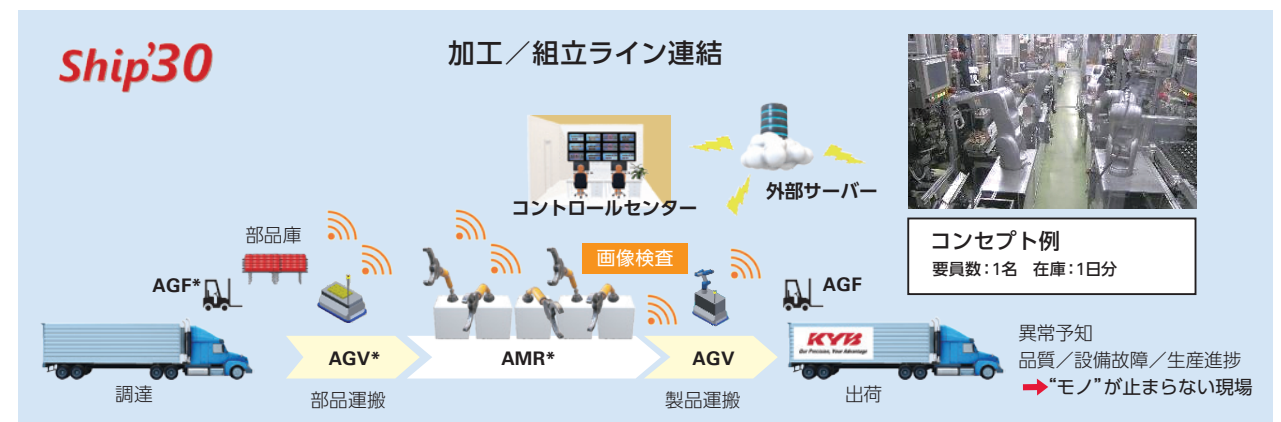 Ship'30
加工／組立ライン連結
コントロールセンター
外部サーバー
コンセプト例
要員数：1名　在庫：1日分
部品庫
画像検査
AGF*
AGF
AGV*
AMR*
AGV
KYB
Our Precision, Your Advantage
調達
部品運搬
製品運搬
出荷
異常予知
品質／設備故障／生産進捗
➡“モノ”が止まらない現場